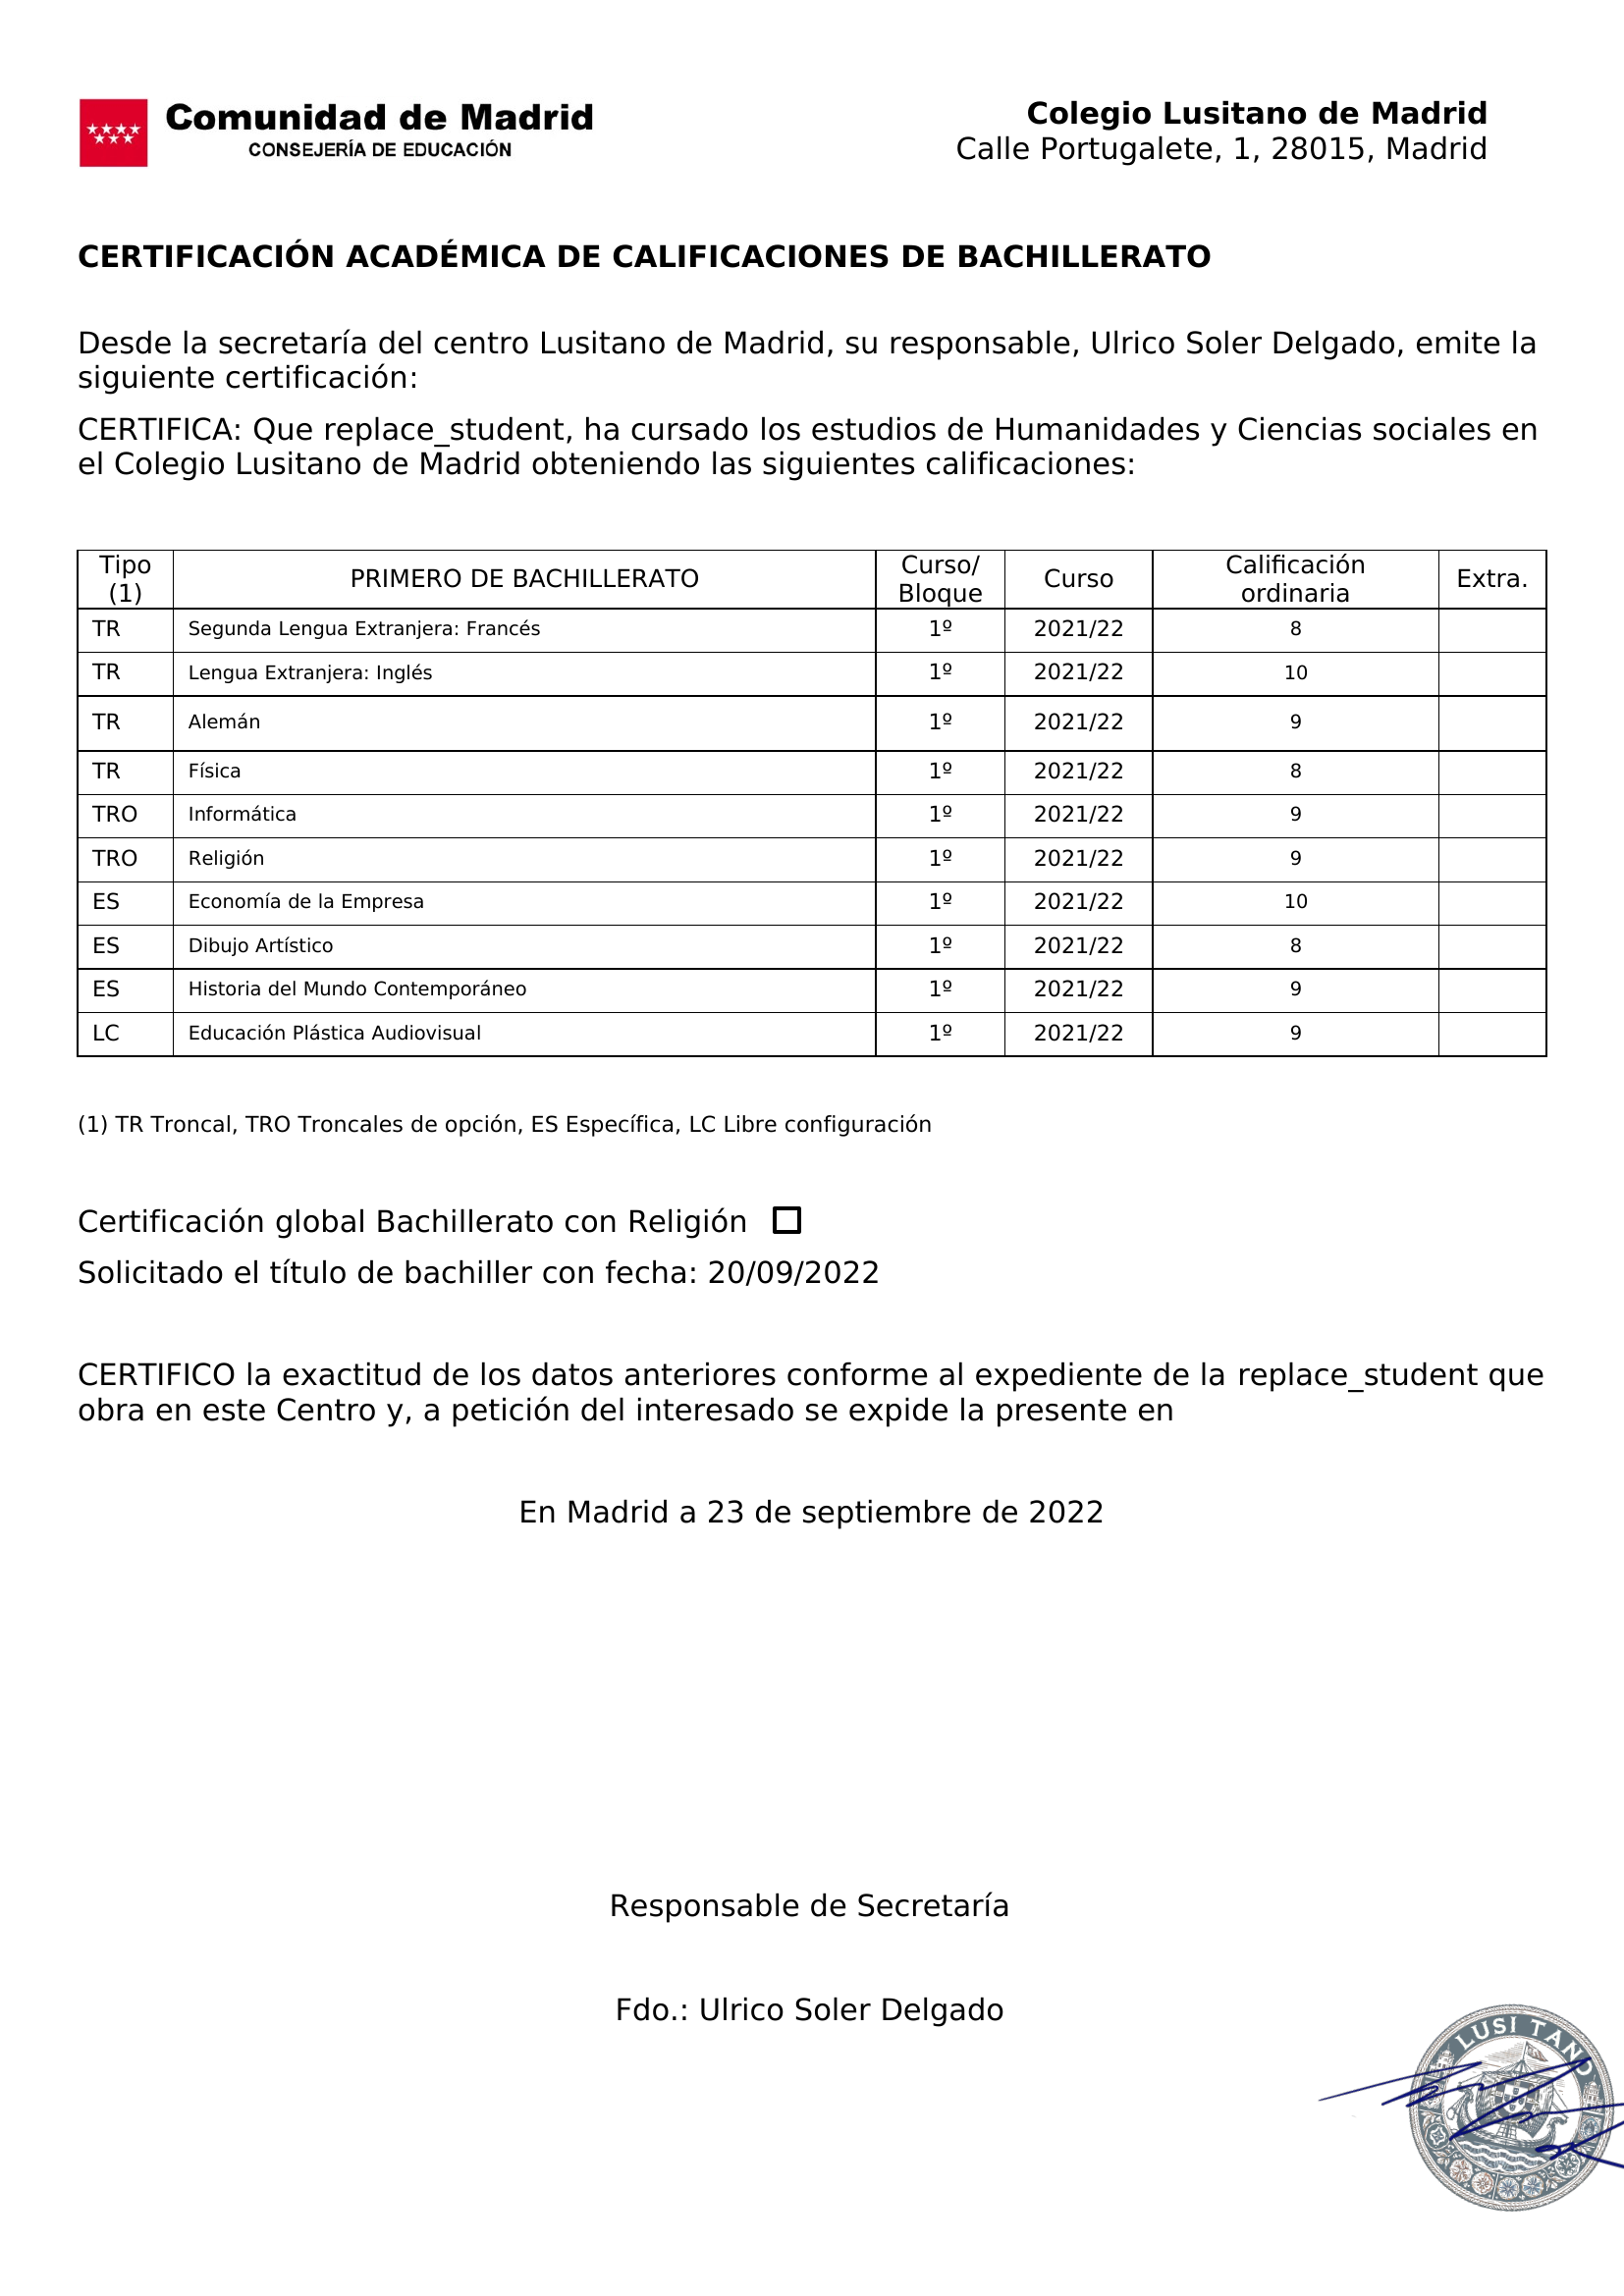 Comunidad de Madrid
CONSEJERÍA DE EDUCACIÓN
Colegio Lusitano de Madrid
Calle Portugalete, 1, 28015, Madrid
CERTIFICACIÓN ACADÉMICA DE CALIFICACIONES DE BACHILLERATO
Desde la secretaría del centro Lusitano de Madrid, su responsable, Ulrico Soler Delgado, emite la
siguiente certificación:
CERTIFICA: Que replace_student, ha cursado los estudios de Humanidades y Ciencias sociales en
el Colegio Lusitano de Madrid obteniendo las siguientes calificaciones:
Tipo (1) PRIMERO DE BACHILLERATO Curso/ Bloque Curso Calificación ordinaria Extra.
TR Segunda Lengua Extranjera: Francés 1º 2021/22 8
TR Lengua Extranjera: Inglés 1º 2021/22 10
TR Alemán 1º 2021/22 9
TR Física 1º 2021/22 8
TRO Informática 1º 2021/22 9
TRO Religión 1º 2021/22 9
ES Economía de la Empresa 1º 2021/22 10
ES Dibujo Artístico 1º 2021/22 8
ES Historia del Mundo Contemporáneo 1º 2021/22 9
LC Educación Plástica Audiovisual 1º 2021/22 9
(1) TR Troncal, TRO Troncales de opción, ES Específica, LC Libre configuración
Certificación global Bachillerato con Religión
Solicitado el título de bachiller con fecha: 20/09/2022
CERTIFICO la exactitud de los datos anteriores conforme al expediente de la replace_student que
obra en este Centro y, a petición del interesado se expide la presente en
En Madrid a 23 de septiembre de 2022
Responsable de Secretaría
Fdo.: Ulrico Soler Delgado
LUSITANO